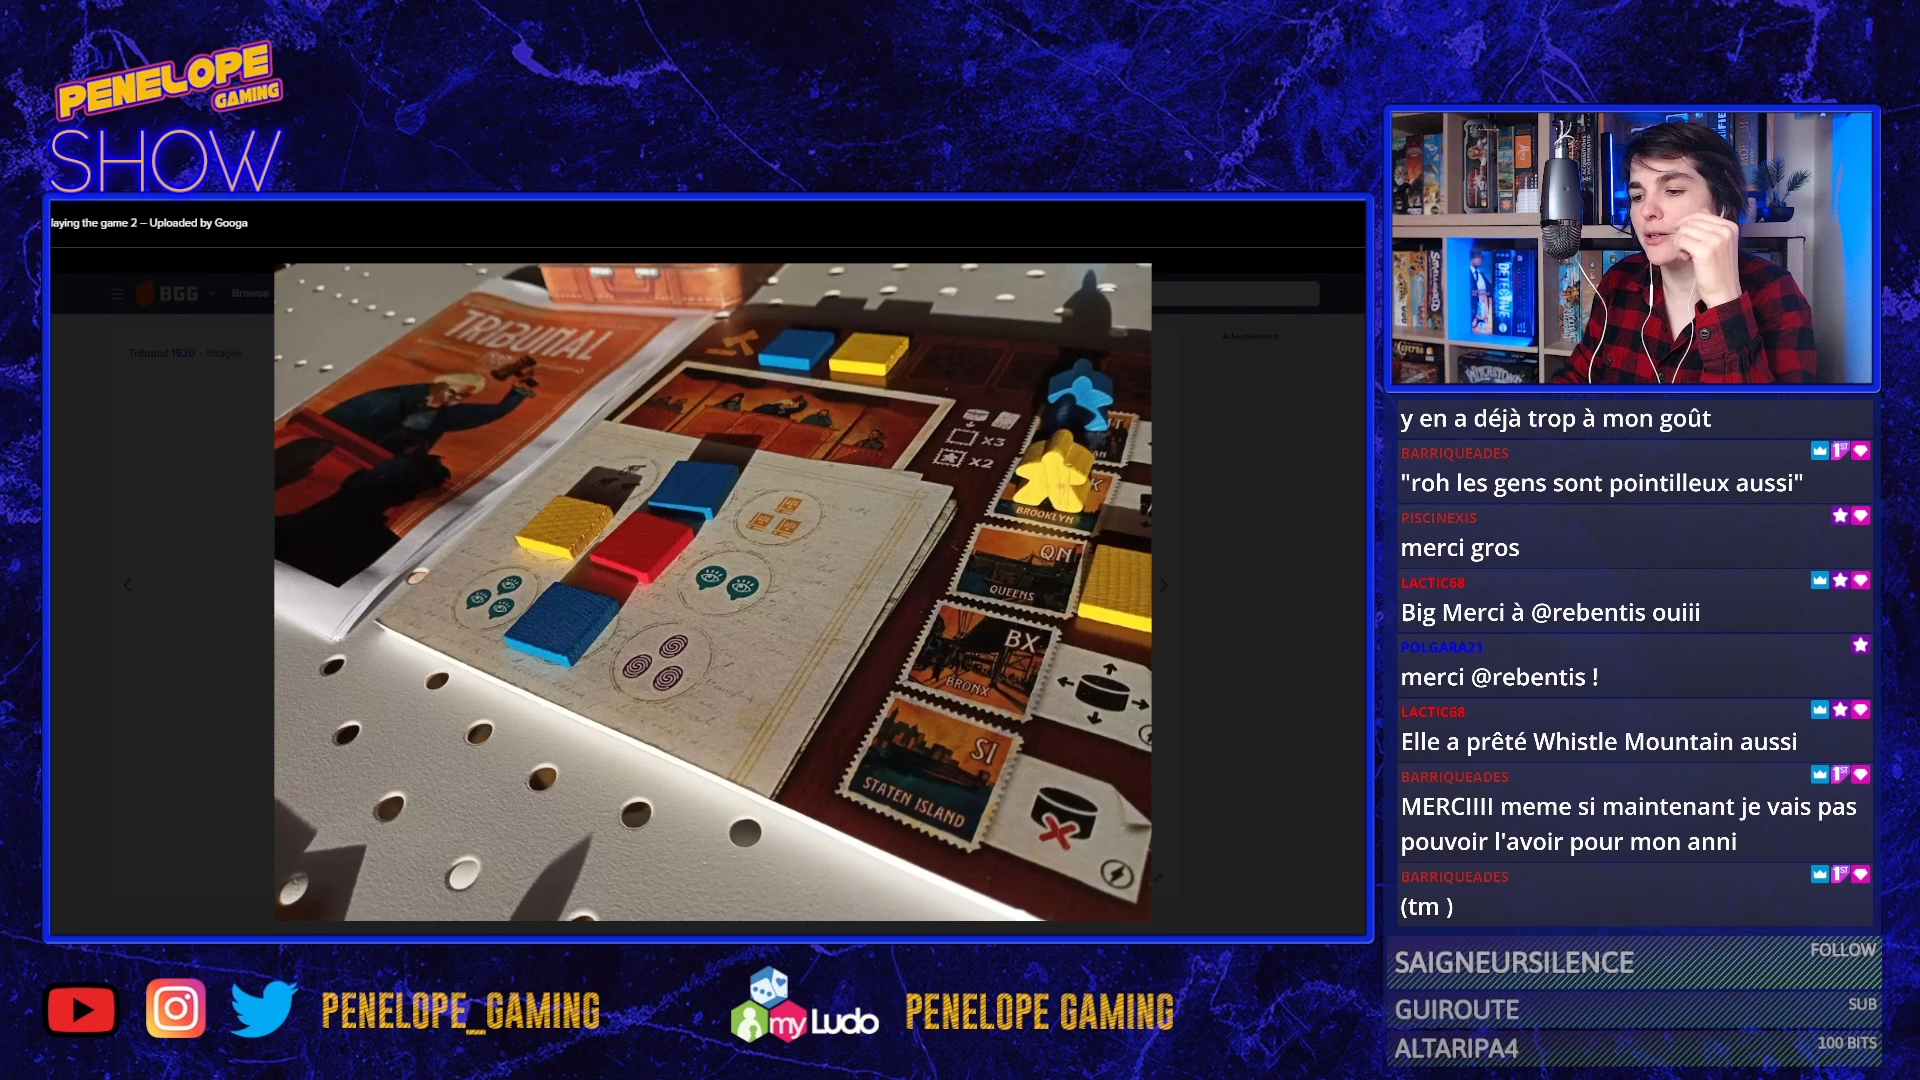 PENELOPE
GAMING
SHOW
laying the game 2 – Uploaded by Googa
BGG
Browse
Tribunal 1920 / Images
Advertisement
TRIBUNAL
X3
X2
BROOKLYN
QN
QUEENS
BX
BRONX
SI
STATEN ISLAND
DETECTIVE
y en a déjà trop à mon goût
BARRIQUEADES
"roh les gens sont pointilleux aussi"
PISCINEXIS
merci gros
LACTIC68
Big Merci à @rebentis ouiii
POLGARA21
merci @rebentis !
LACTIC68
Elle a prêté Whistle Mountain aussi
BARRIQUEADES
MERCIIII meme si maintenant je vais pas
pouvoir l'avoir pour mon anni
BARRIQUEADES
(tm )
SAIGNEURSILENCE FOLLOW
GUIROUTE SUB
ALTARIPA4 100 BITS
PENELOPE_GAMING
myLudo
PENELOPE GAMING